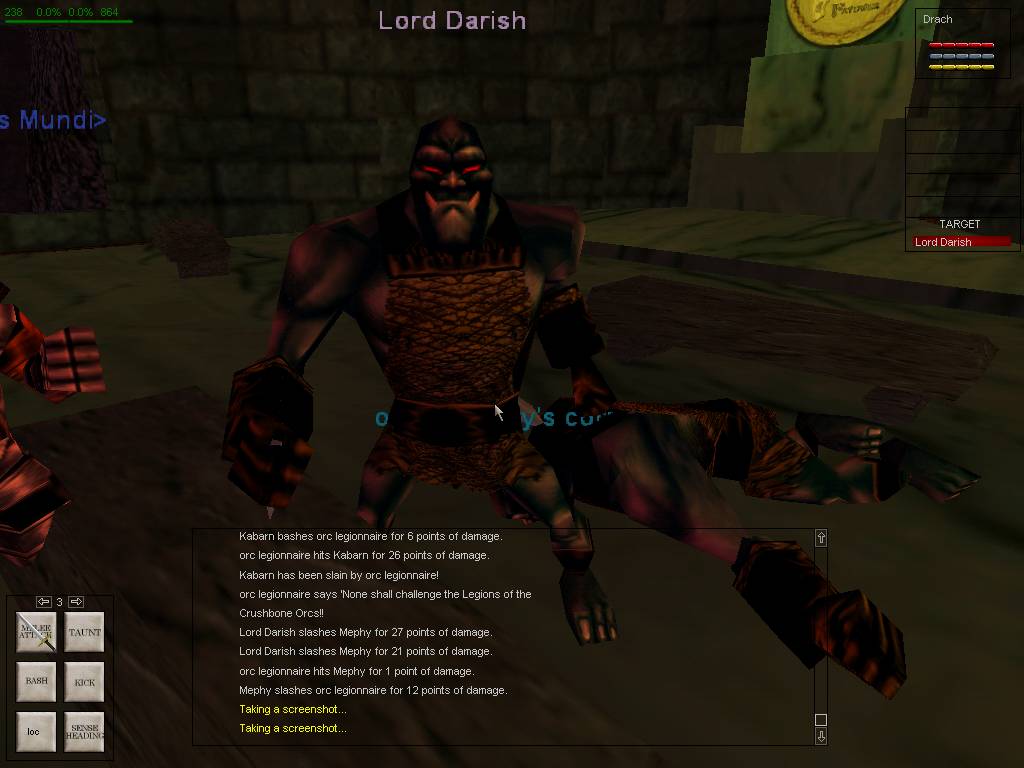 238 0.0% 0.0% 864
Lord Darish
Drach
s Mundi>
TARGET
Lord Darish
o y's co
Kabarn bashes orc legionnaire for 6 points of damage.
orc legionnaire hits Kabarn for 26 points of damage.
Kabarn has been slain by orc legionnaire!
orc legionnaire says 'None shall challenge the Legions of the
Crushbone Orcs!!
Lord Darish slashes Mephy for 27 points of damage.
Lord Darish slashes Mephy for 21 points of damage.
orc legionnaire hits Mephy for 1 point of damage.
Mephy slashes orc legionnaire for 12 points of damage.
Taking a screenshot...
Taking a screenshot...
3
MELEE
ATTACK
TAUNT
BASH
KICK
loc
SENSE
HEADING